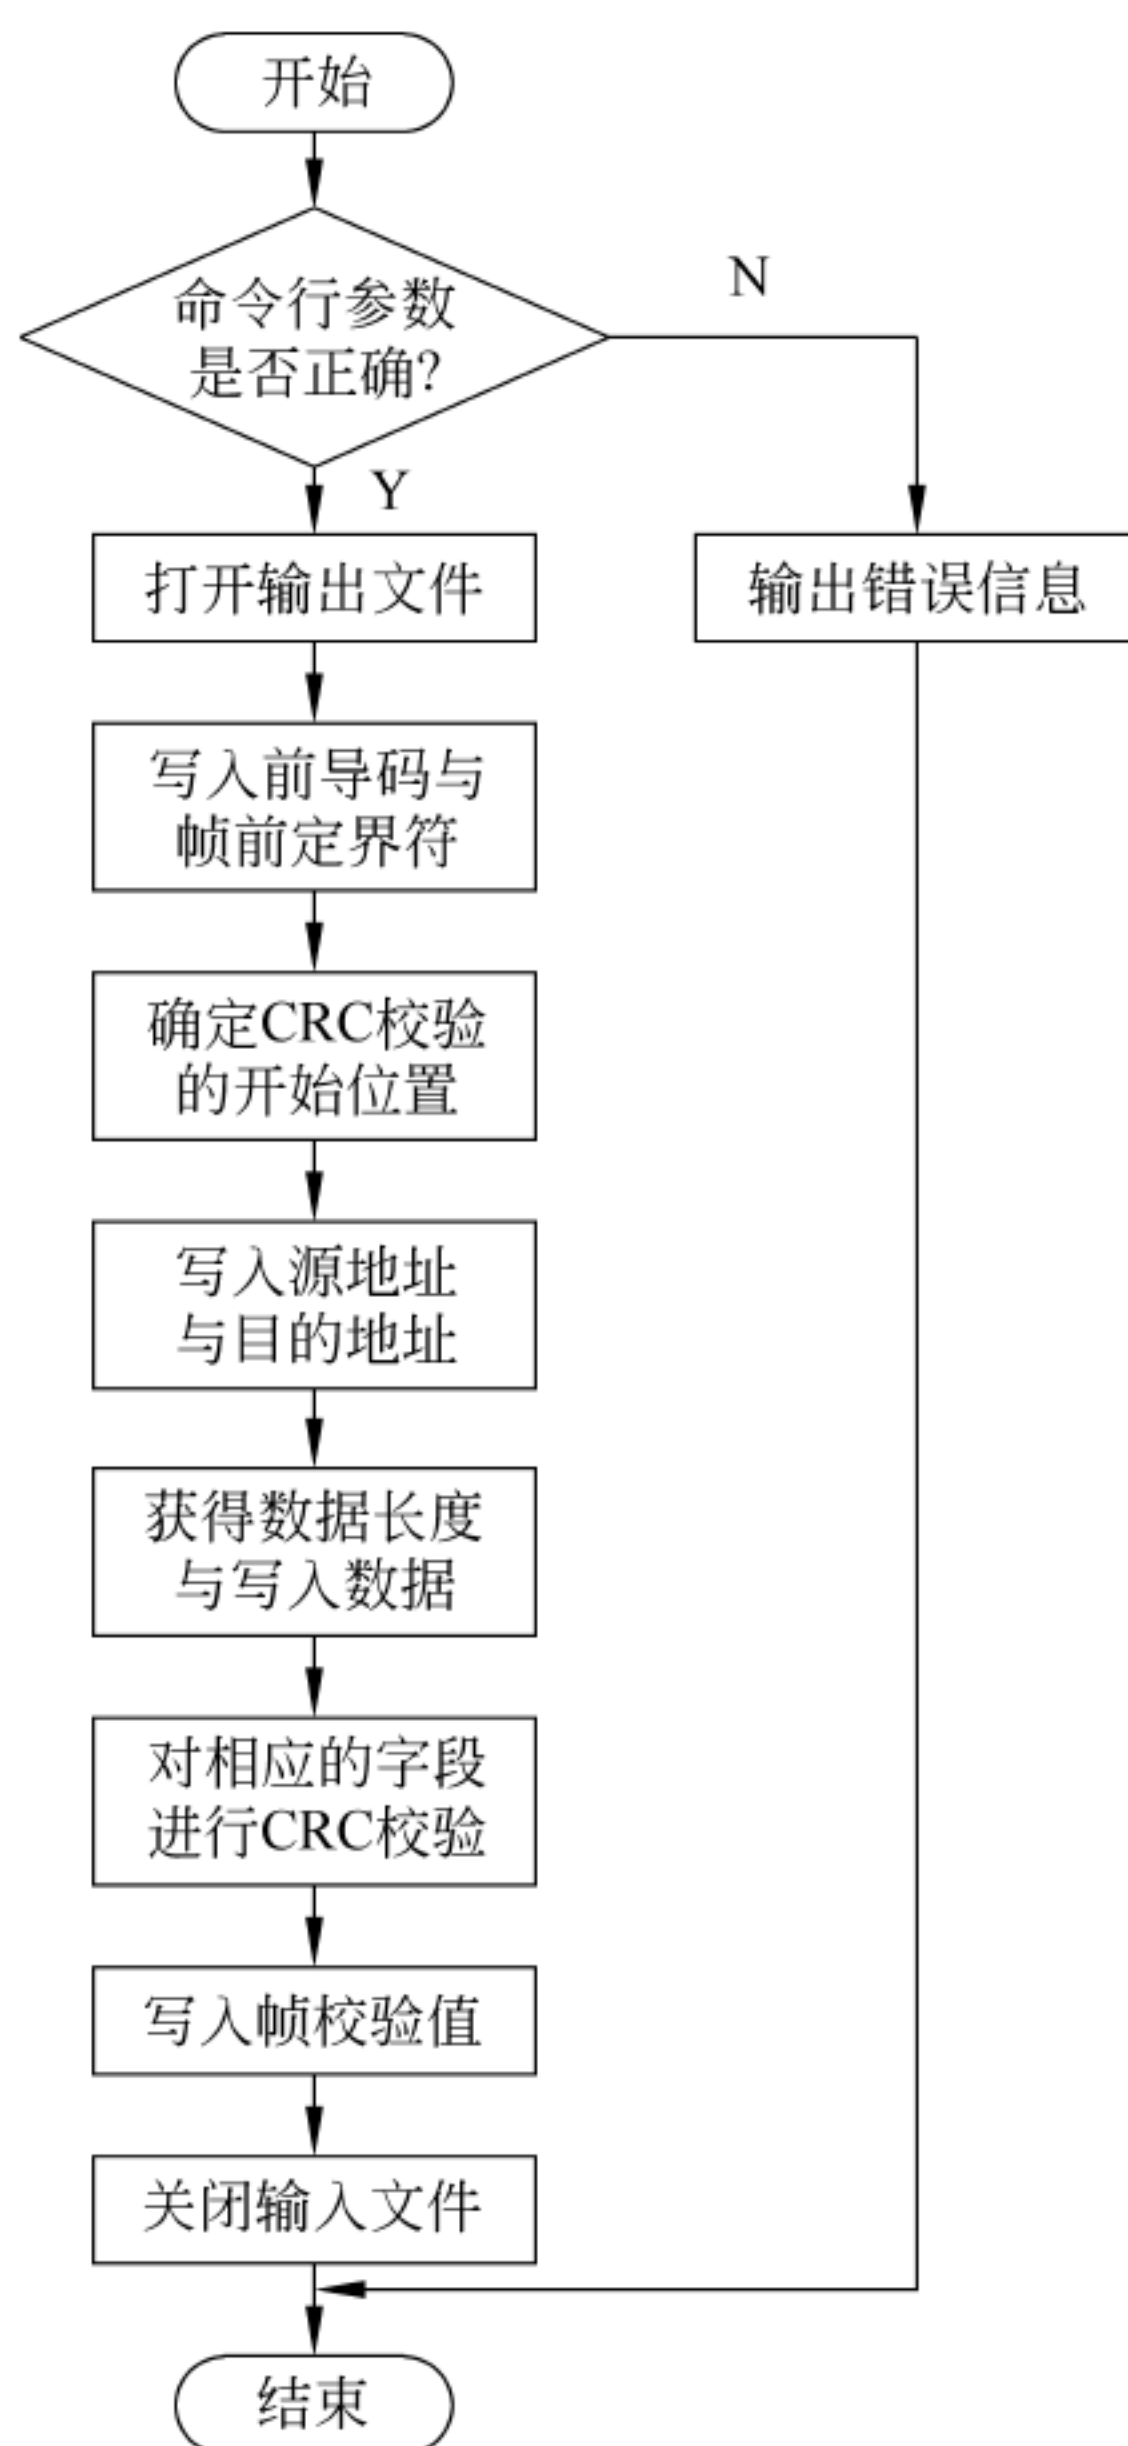 开始
命令行参数
是否正确?
N
Y
打开输出文件
输出错误信息
写入前导码与
帧前定界符
确定CRC校验
的开始位置
写入源地址
与目的地址
获得数据长度
与写入数据
对相应的字段
进行CRC校验
写入帧校验值
关闭输入文件
结束